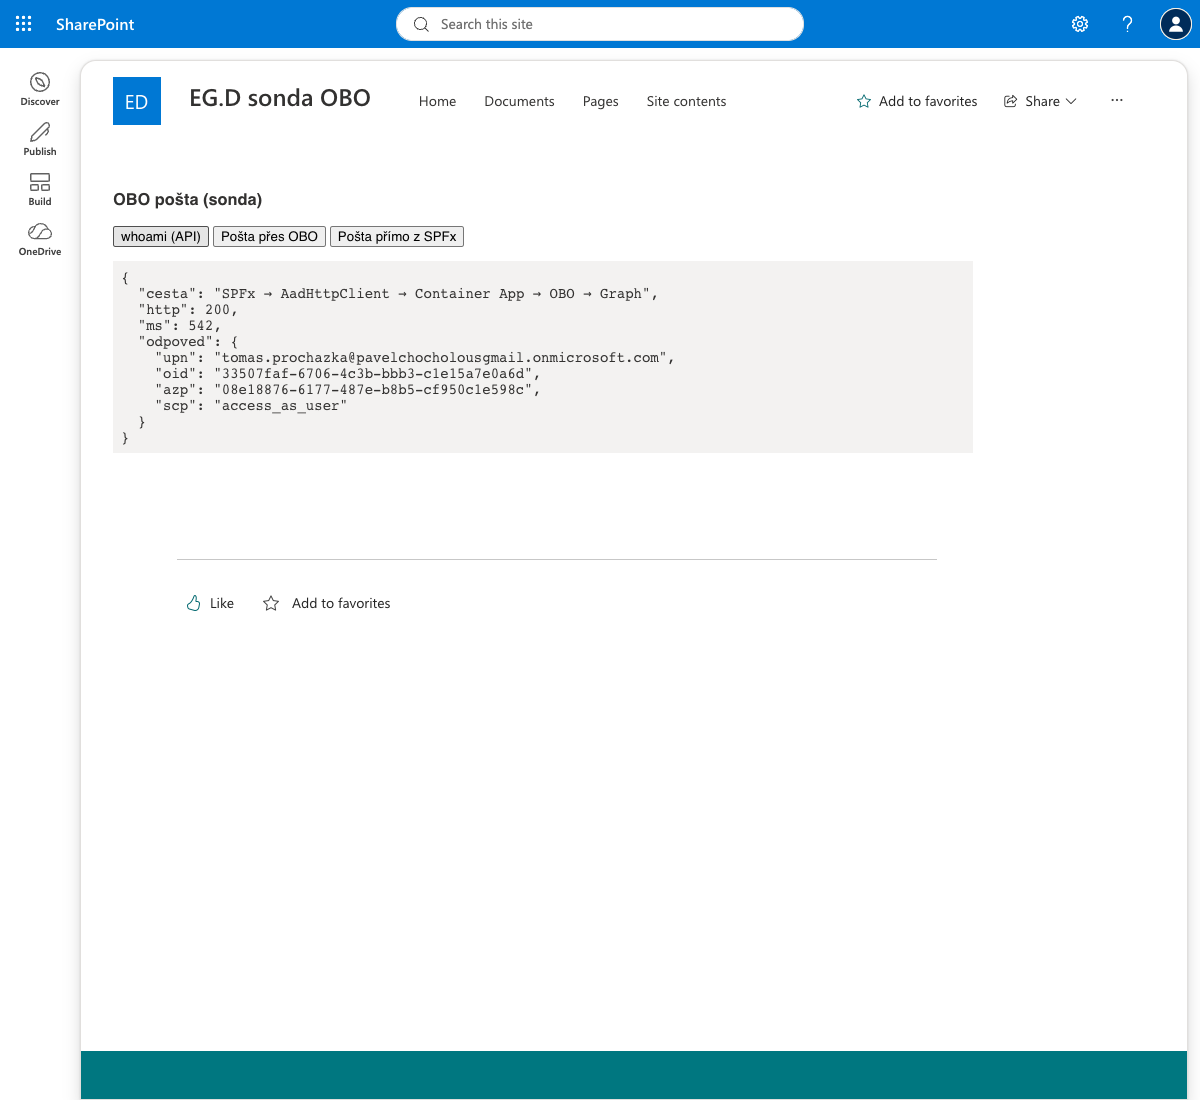 SharePoint
Search this site
Discover
Publish
Build
OneDrive
ED
EG.D sonda OBO
Home
Documents
Pages
Site contents
Add to favorites
Share
OBO pošta (sonda)
whoami (API)
Pošta přes OBO
Pošta přímo z SPFx
{
  "cesta": "SPFx → AadHttpClient → Container App → OBO → Graph",
  "http": 200,
  "ms": 542,
  "odpoved": {
    "upn": "tomas.prochazka@pavelchocholousgmail.onmicrosoft.com",
    "oid": "33507faf-6706-4c3b-bbb3-c1e15a7e0a6d",
    "azp": "08e18876-6177-487e-b8b5-cf950c1e598c",
    "scp": "access_as_user"
  }
}
Like
Add to favorites